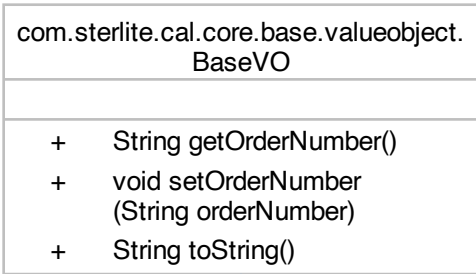 com.sterlite.cal.core.base.valueobject.
BaseVO
+ String getOrderNumber()
+ void setOrderNumber
(String orderNumber)
+ String toString()